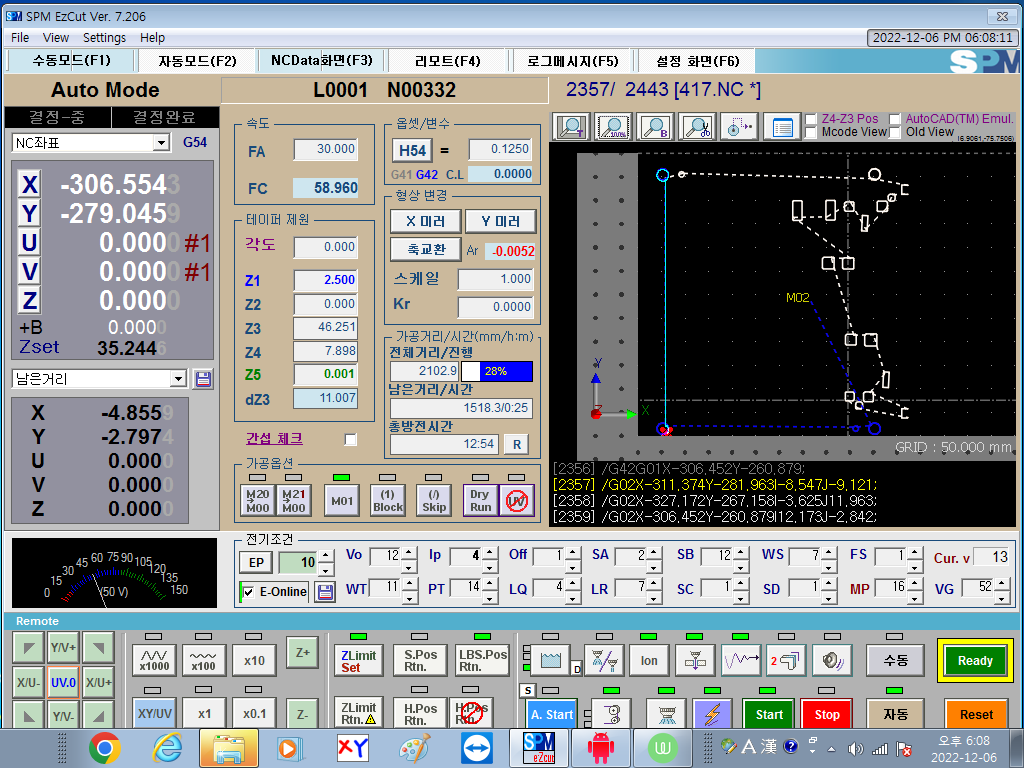 SPM EzCut Ver. 7.206
File View Settings Help
2022-12-06 PM 06:08:11
수동모드(F1) 자동모드(F2) NCData화면(F3) 리모트(F4) 로그메시지(F5) 설정 화면(F6)
SPM
Auto Mode
L0001 N00332
2357/ 2443 [417.NC *]
결정-중 결정완료
NC좌표 G54
X -306.5543
Y -279.0459
U 0.0000 #1
V 0.0000 #1
Z 0.0000
+B 0.0000
Zset 35.2446
남은거리
X -4.8559
Y -2.7974
U 0.0000
V 0.0000
Z 0.0000
속도
FA 30.000
FC 58.960
테이퍼 제원
각도 0.000
Z1 2.500
Z2 0.000
Z3 46.251
Z4 7.898
Z5 0.001
dZ3 11.007
간섭 체크
옵셋/변수
H54 = 0.1250
G41 G42 C.L 0.0000
형상 변경
X 미러 Y 미러
축교환 Ar -0.0052
스케일 1.000
Kr 0.0000
가공거리/시간(mm/h:m)
전체거리/진행
2102.9 28%
남은거리/시간
1518.3/0:25
총방전시간
12:54 R
가공옵션
M20 M00 M21 M00 M01 (1) Block (/) Skip Dry Run UV
Z4-Z3 Pos AutoCAD(TM) Emul.
Mcode View Old View
(6.9061,-75.7506)
T 100% B
M02
Y
X
Z
GRID : 50.000 mm
[2356] /G42G01X-306,452Y-260,879;
[2357] /G02X-311,374Y-281,963I-8,547J-9,121;
[2358] /G02X-327,172Y-267,158I-3,625J11,963;
[2359] /G02X-306,452Y-260,879I12,173J-2,842;
0 15 30 45 60 75 90 105 120 135 150
(50 V)
전기조건
EP 10 Vo 12 Ip 4 Off 1 SA 2 SB 12 WS 7 FS 1 Cur. v 13
E-Online WT 11 PT 14 LQ 4 LR 7 SC 1 SD 1 MP 16 VG 52
Remote
Y/V+ x1000 x100 x10 Z+ ZLimit Set S.Pos Rtn. LBS.Pos Rtn. D Ion 2 수동 Ready
X/U- UV.0 X/U+
Y/V- XY/UV x1 x0.1 Z- ZLimit Rtn. H.Pos Rtn. H.Pos Rtn. S A. Start Start Stop 자동 Reset
XY SPM eZcut W A 漢 오후 6:08
2022-12-06